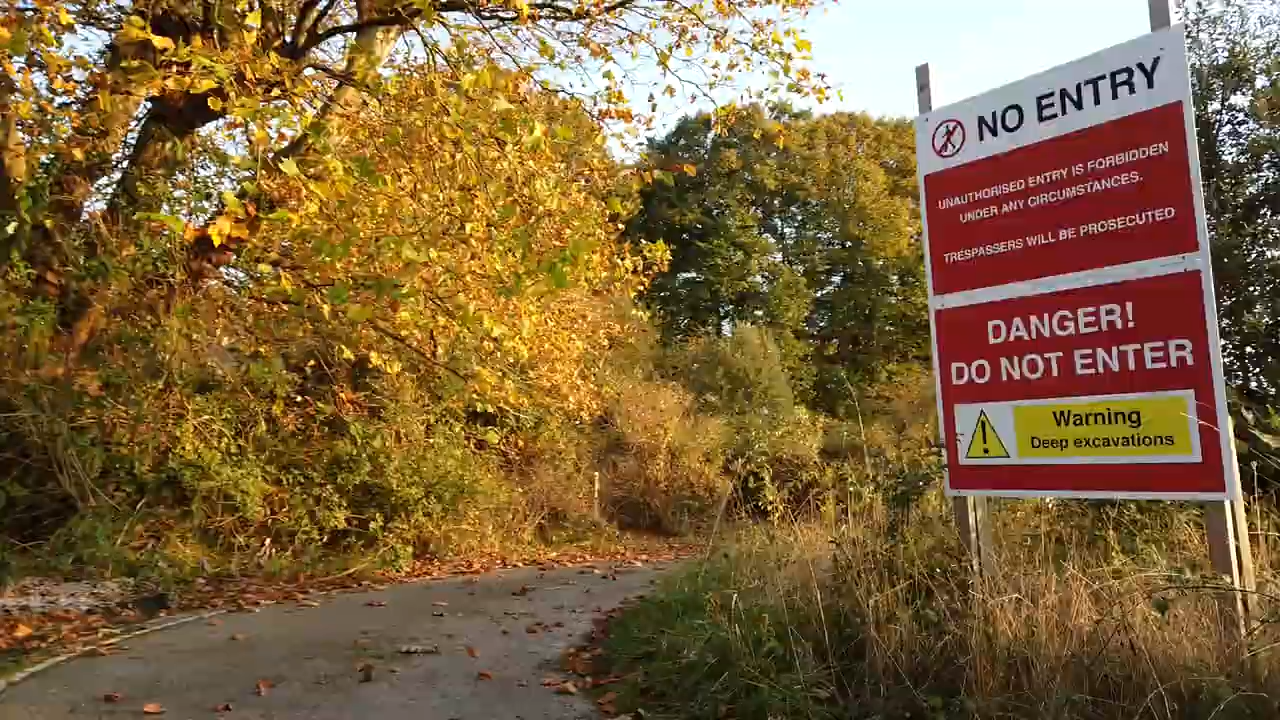 NO ENTRY
UNAUTHORISED ENTRY IS FORBIDDEN
UNDER ANY CIRCUMSTANCES.
TRESPASSERS WILL BE PROSECUTED
DANGER!
DO NOT ENTER
Warning
Deep excavations